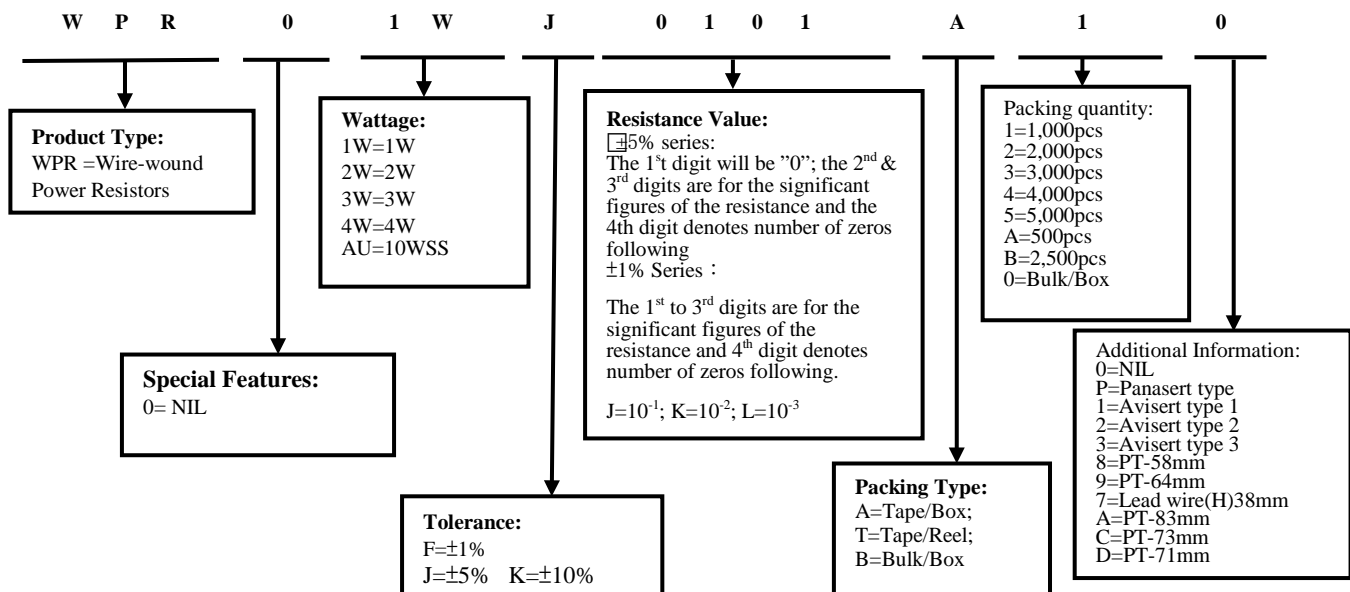 W P R 0 1 W J 0 1 0 1 A 1 0
Product Type:
WPR =Wire-wound
Power Resistors
Special Features:
0= NIL
Wattage:
1W=1W
2W=2W
3W=3W
4W=4W
AU=10WSS
Tolerance:
F=±1%
J=±5% K=±10%
Resistance Value:
±5% series:
The 1ˢt digit will be ”0”; the 2ⁿᵈ &
3ʳᵈ digits are for the significant
figures of the resistance and the
4th digit denotes number of zeros
following
±1% Series：
The 1ˢᵗ to 3ʳᵈ digits are for the
significant figures of the
resistance and 4ᵗʰ digit denotes
number of zeros following.
J=10⁻¹; K=10⁻²; L=10⁻³
Packing Type:
A=Tape/Box;
T=Tape/Reel;
B=Bulk/Box
Packing quantity:
1=1,000pcs
2=2,000pcs
3=3,000pcs
4=4,000pcs
5=5,000pcs
A=500pcs
B=2,500pcs
0=Bulk/Box
Additional Information:
0=NIL
P=Panasert type
1=Avisert type 1
2=Avisert type 2
3=Avisert type 3
8=PT-58mm
9=PT-64mm
7=Lead wire(H)38mm
A=PT-83mm
C=PT-73mm
D=PT-71mm